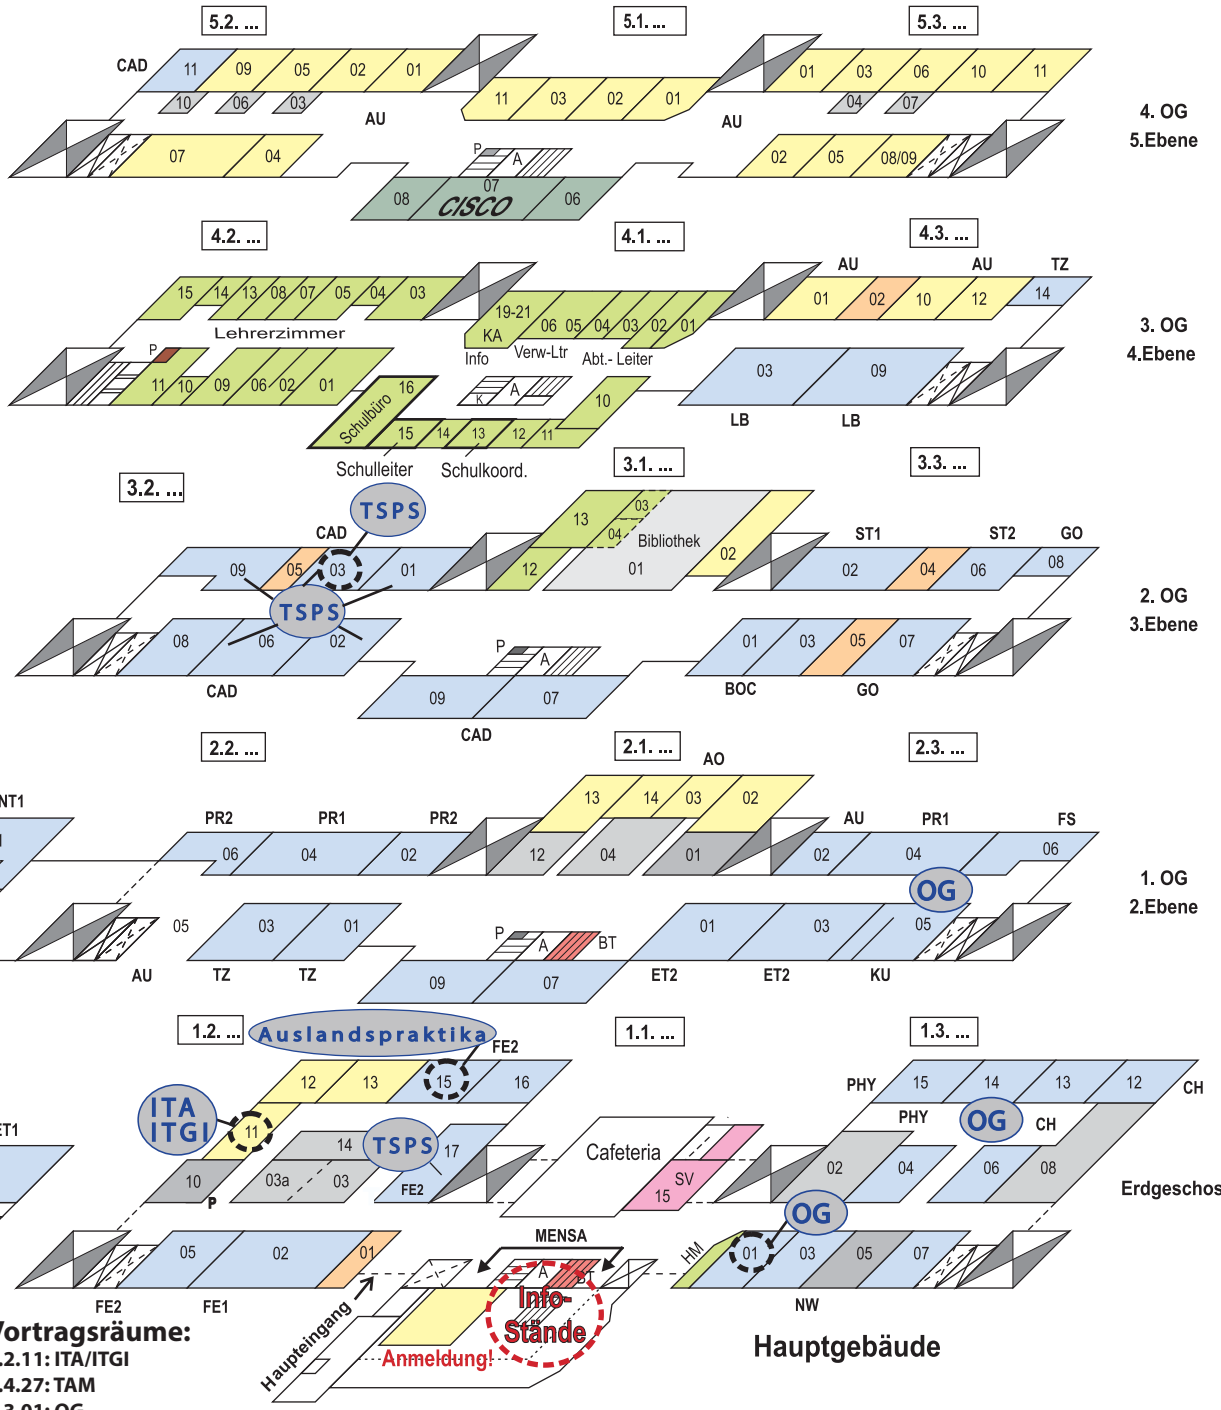 5.2. ...
5.1. ...
5.3. ...
CAD
11
09
05
02
01
10
06
03
AU
07
04
11
03
02
01
AU
01
03
06
10
11
04
07
02
05
08/09
P
A
08
07
CISCO
06
4. OG
5.Ebene
4.2. ...
4.1. ...
4.3. ...
15
14
13
08
07
05
04
03
Lehrerzimmer
P
11
10
09
06
02
01
19-21
KA
06
05
04
03
02
01
Info
Verw-Ltr
Abt.- Leiter
K
A
16
Schulbüro
15
14
13
12
11
10
Schulleiter
Schulkoord.
AU
AU
TZ
01
02
10
12
14
03
09
LB
LB
3. OG
4.Ebene
3.2. ...
3.1. ...
3.3. ...
TSPS
CAD
09
05
03
01
TSPS
08
06
02
CAD
13
03
04
Bibliothek
12
01
02
P
A
09
07
CAD
ST1
ST2
GO
02
04
06
08
01
03
05
07
BOC
GO
2. OG
3.Ebene
2.2. ...
2.1. ...
2.3. ...
NT1
PR2
PR1
PR2
06
04
02
05
03
01
AU
TZ
TZ
AO
13
14
03
02
12
04
01
P
A
BT
09
07
AU
PR1
FS
02
04
06
OG
01
03
05
ET2
ET2
KU
1. OG
2.Ebene
1.2. ...
1.1. ...
1.3. ...
Auslandspraktika
FE2
12
13
15
16
ITA
ITGI
11
14
TSPS
17
10
03a
03
FE2
P
ET1
05
02
01
FE2
FE1
Cafeteria
SV
15
MENSA
A
BT
Info-
Stände
Anmeldung!
Haupteingang
PHY
15
14
13
12
CH
PHY
OG
CH
02
04
06
08
OG
HM
01
03
05
07
NW
Erdgeschos
Hauptgebäude
Vortragsräume:
.2.11: ITA/ITGI
.4.27: TAM
.3.01: OG